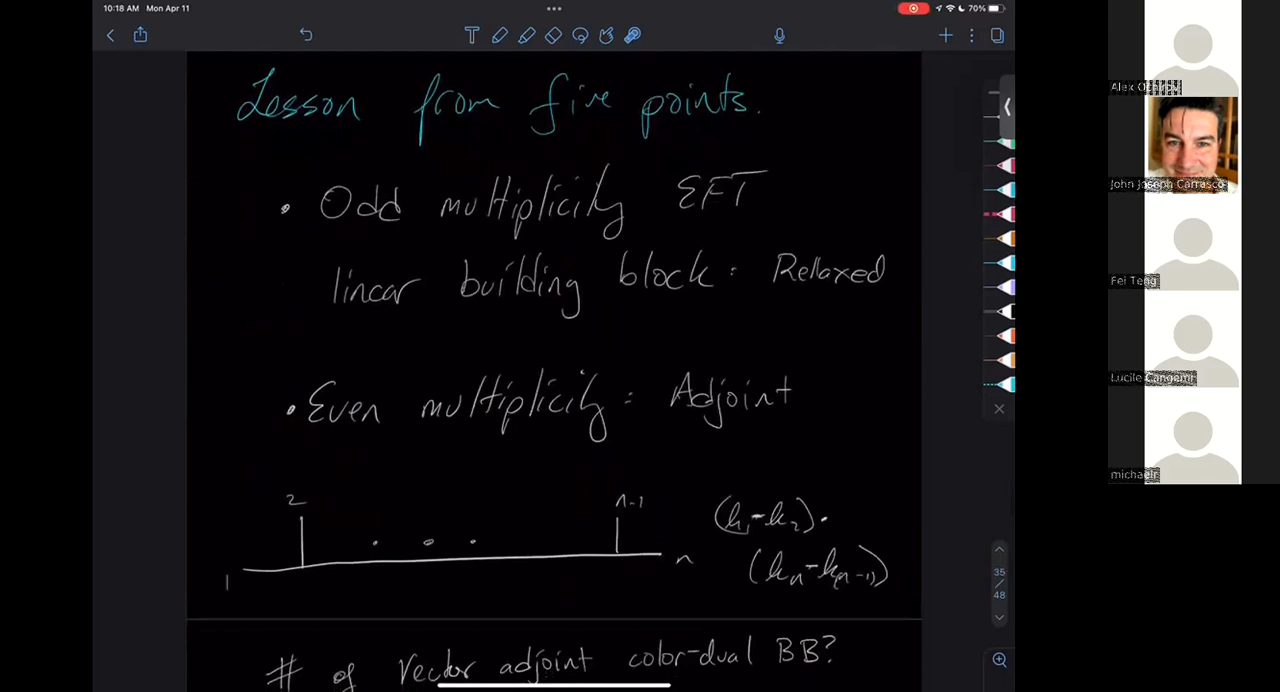 10:18 AM Mon Apr 11
70%
Lesson from five points.
• Odd multiplicity EFT
linear building block: Relaxed
• Even multiplicity: Adjoint
2
n-1
1
n
(k₁-k₂)·
(kₙ-k₍ₙ₋₁₎)
# of Vector adjoint color-dual BB?
35
/
48
Alex Ochirov
John Joseph Carrasco
Fei Teng
Lucile Cangemi